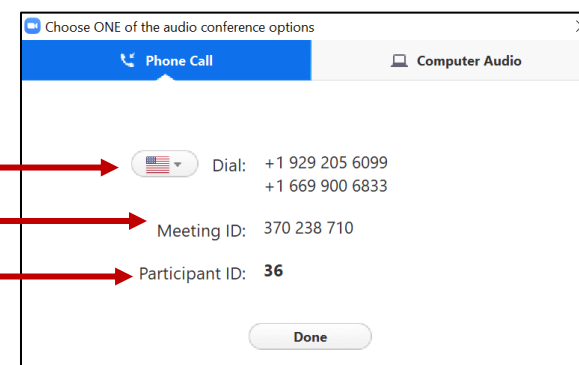 Choose ONE of the audio conference options
Phone Call
Computer Audio
Dial: +1 929 205 6099
+1 669 900 6833
Meeting ID: 370 238 710
Participant ID: 36
Done